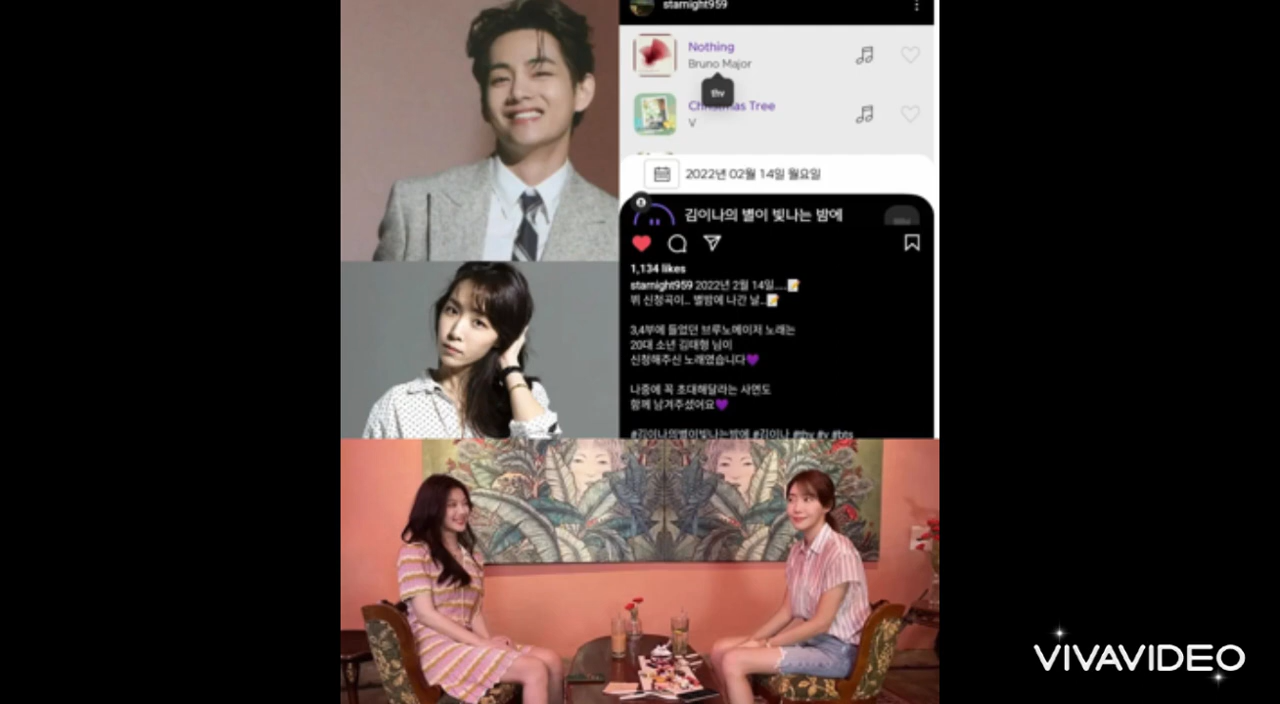 starnight959
Nothing
Bruno Major
thv
Christmas Tree
V
2022년 02월 14일 월요일
김이나의 별이 빛나는 밤에
1,134 likes
starnight959 2022년 2월 14일.....📝
뷔 신청곡이... 별밤에 나간 날...📝
3,4부에 들었던 브루노메이저 노래는
20대 소년 김태형 님이
신청해주신 노래였습니다💜
나중에 꼭 초대해달라는 사연도
함께 남겨주셨어요💜
#김이나의별이빛나는밤에 #김이나 #thv #v #bts
VIVAVIDEO